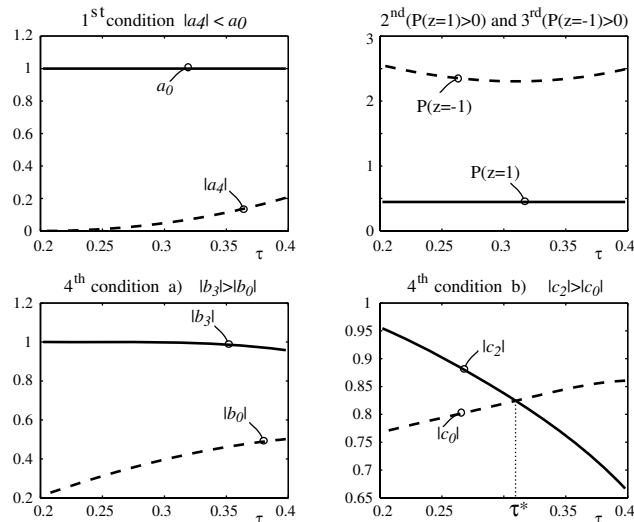 1st condition |a4| < a0
1
0.8
0.6
0.4
0.2
0
0.2 0.25 0.3 0.35 0.4
τ
a0
|a4|
2nd(P(z=1)>0) and 3rd(P(z=-1)>0)
3
2
1
0
0.2 0.25 0.3 0.35 0.4
τ
P(z=-1)
P(z=1)
4th condition a) |b3|>|b0|
1.2
1
0.8
0.6
0.4
0.2
0.2 0.25 0.3 0.35 0.4
τ
|b3|
|b0|
4th condition b) |c2|>|c0|
1
0.95
0.9
0.85
0.8
0.75
0.7
0.65
0.2 0.25 0.3 0.35 0.4
τ* τ
|c2|
|c0|